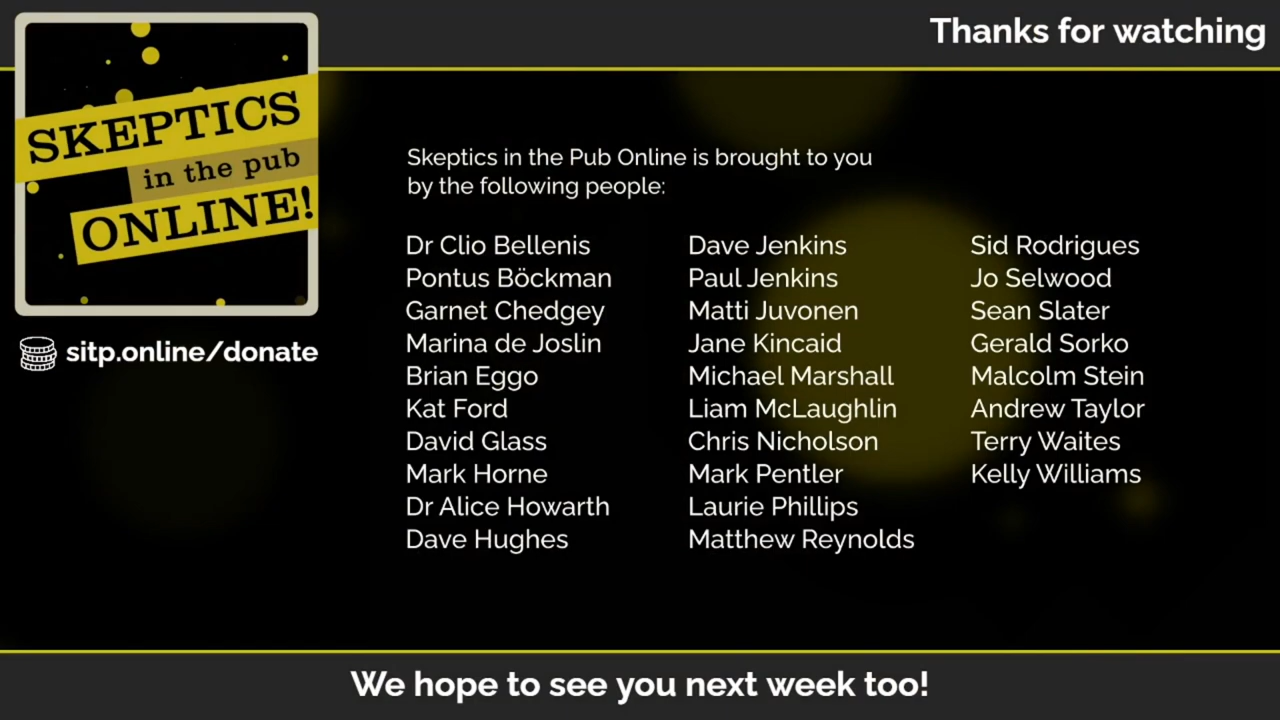 Thanks for watching
SKEPTICS
in the pub
ONLINE!
sitp.online/donate
Skeptics in the Pub Online is brought to you
by the following people:
Dr Clio Bellenis
Pontus Böckman
Garnet Chedgey
Marina de Joslin
Brian Eggo
Kat Ford
David Glass
Mark Horne
Dr Alice Howarth
Dave Hughes
Dave Jenkins
Paul Jenkins
Matti Juvonen
Jane Kincaid
Michael Marshall
Liam McLaughlin
Chris Nicholson
Mark Pentler
Laurie Phillips
Matthew Reynolds
Sid Rodrigues
Jo Selwood
Sean Slater
Gerald Sorko
Malcolm Stein
Andrew Taylor
Terry Waites
Kelly Williams
We hope to see you next week too!